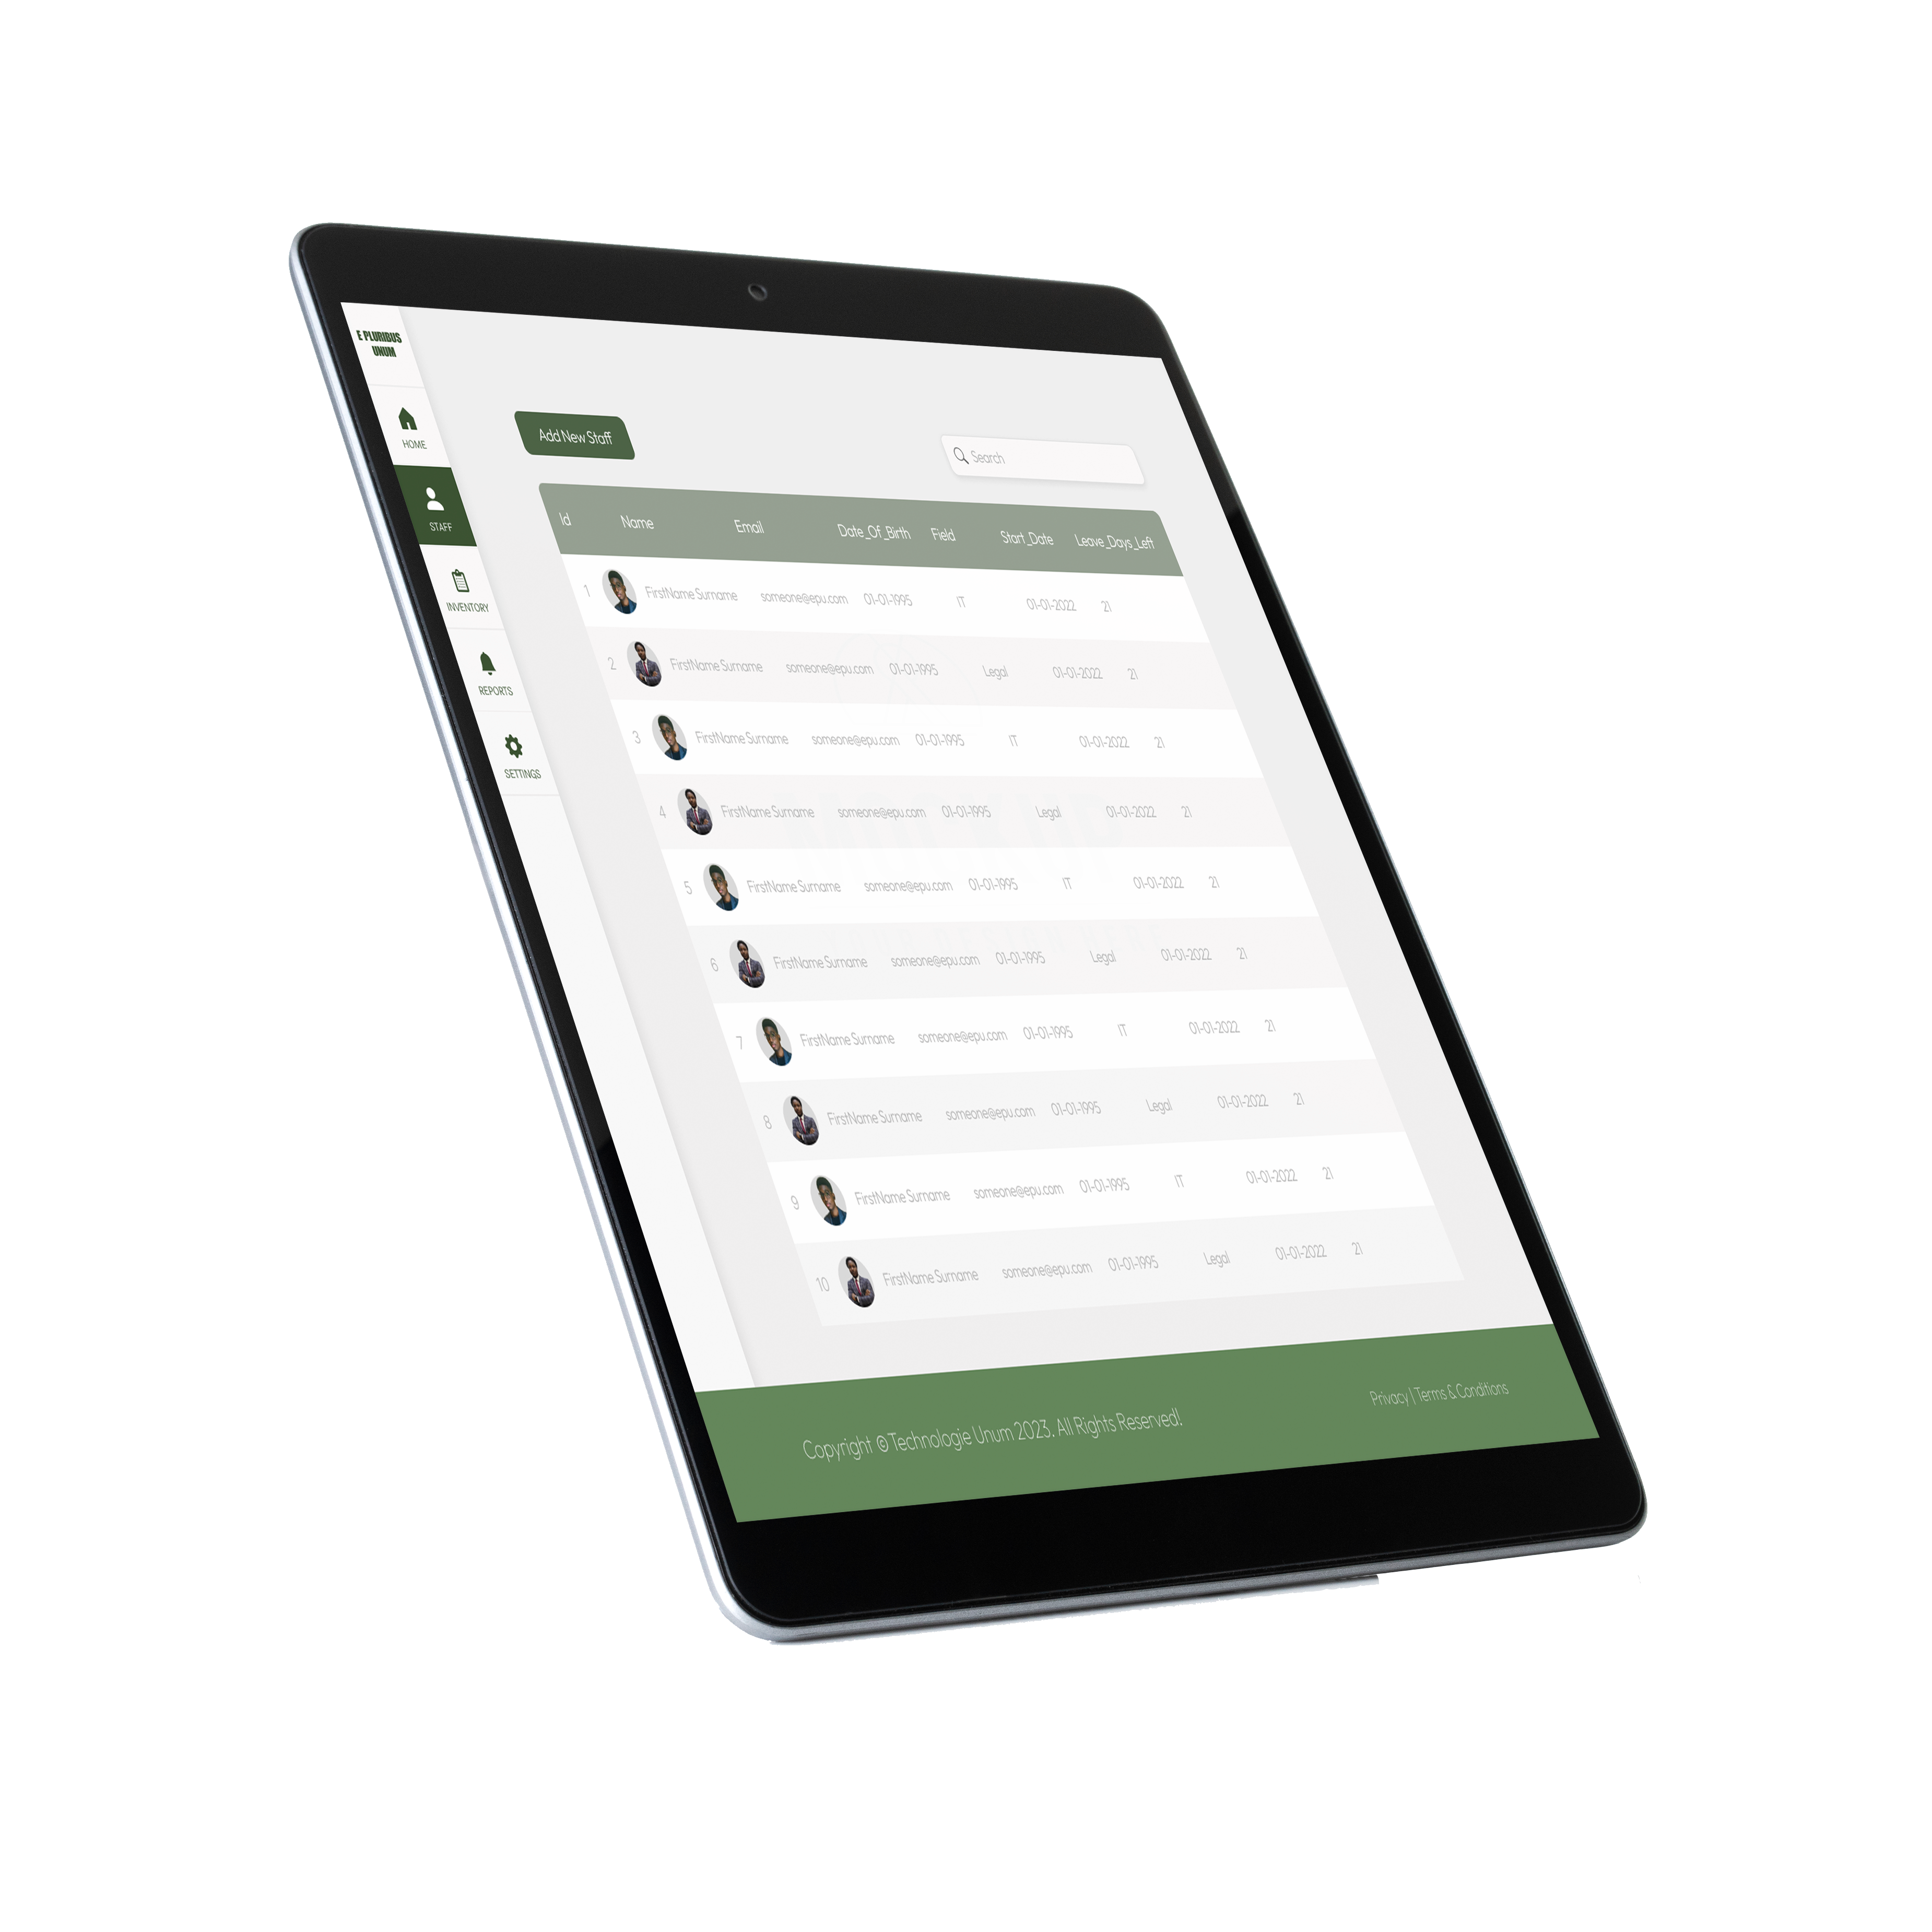 E PLURIBUS
UNUM
HOME
STAFF
INVENTORY
REPORTS
SETTINGS
Add New Staff
Search
Id Name Email Date_Of_Birth Field Start_Date Leave_Days_Left
1 FirstName Surname someone@epu.com 01-01-1995 IT 01-01-2022 21
2 FirstName Surname someone@epu.com 01-01-1995 Legal 01-01-2022 21
3 FirstName Surname someone@epu.com 01-01-1995 IT 01-01-2022 21
4 FirstName Surname someone@epu.com 01-01-1995 Legal 01-01-2022 21
5 FirstName Surname someone@epu.com 01-01-1995 IT 01-01-2022 21
6 FirstName Surname someone@epu.com 01-01-1995 Legal 01-01-2022 21
7 FirstName Surname someone@epu.com 01-01-1995 IT 01-01-2022 21
8 FirstName Surname someone@epu.com 01-01-1995 Legal 01-01-2022 21
9 FirstName Surname someone@epu.com 01-01-1995 IT 01-01-2022 21
10 FirstName Surname someone@epu.com 01-01-1995 Legal 01-01-2022 21
Copyright © Technologie Unum 2023. All Rights Reserved!
Privacy | Terms & Conditions